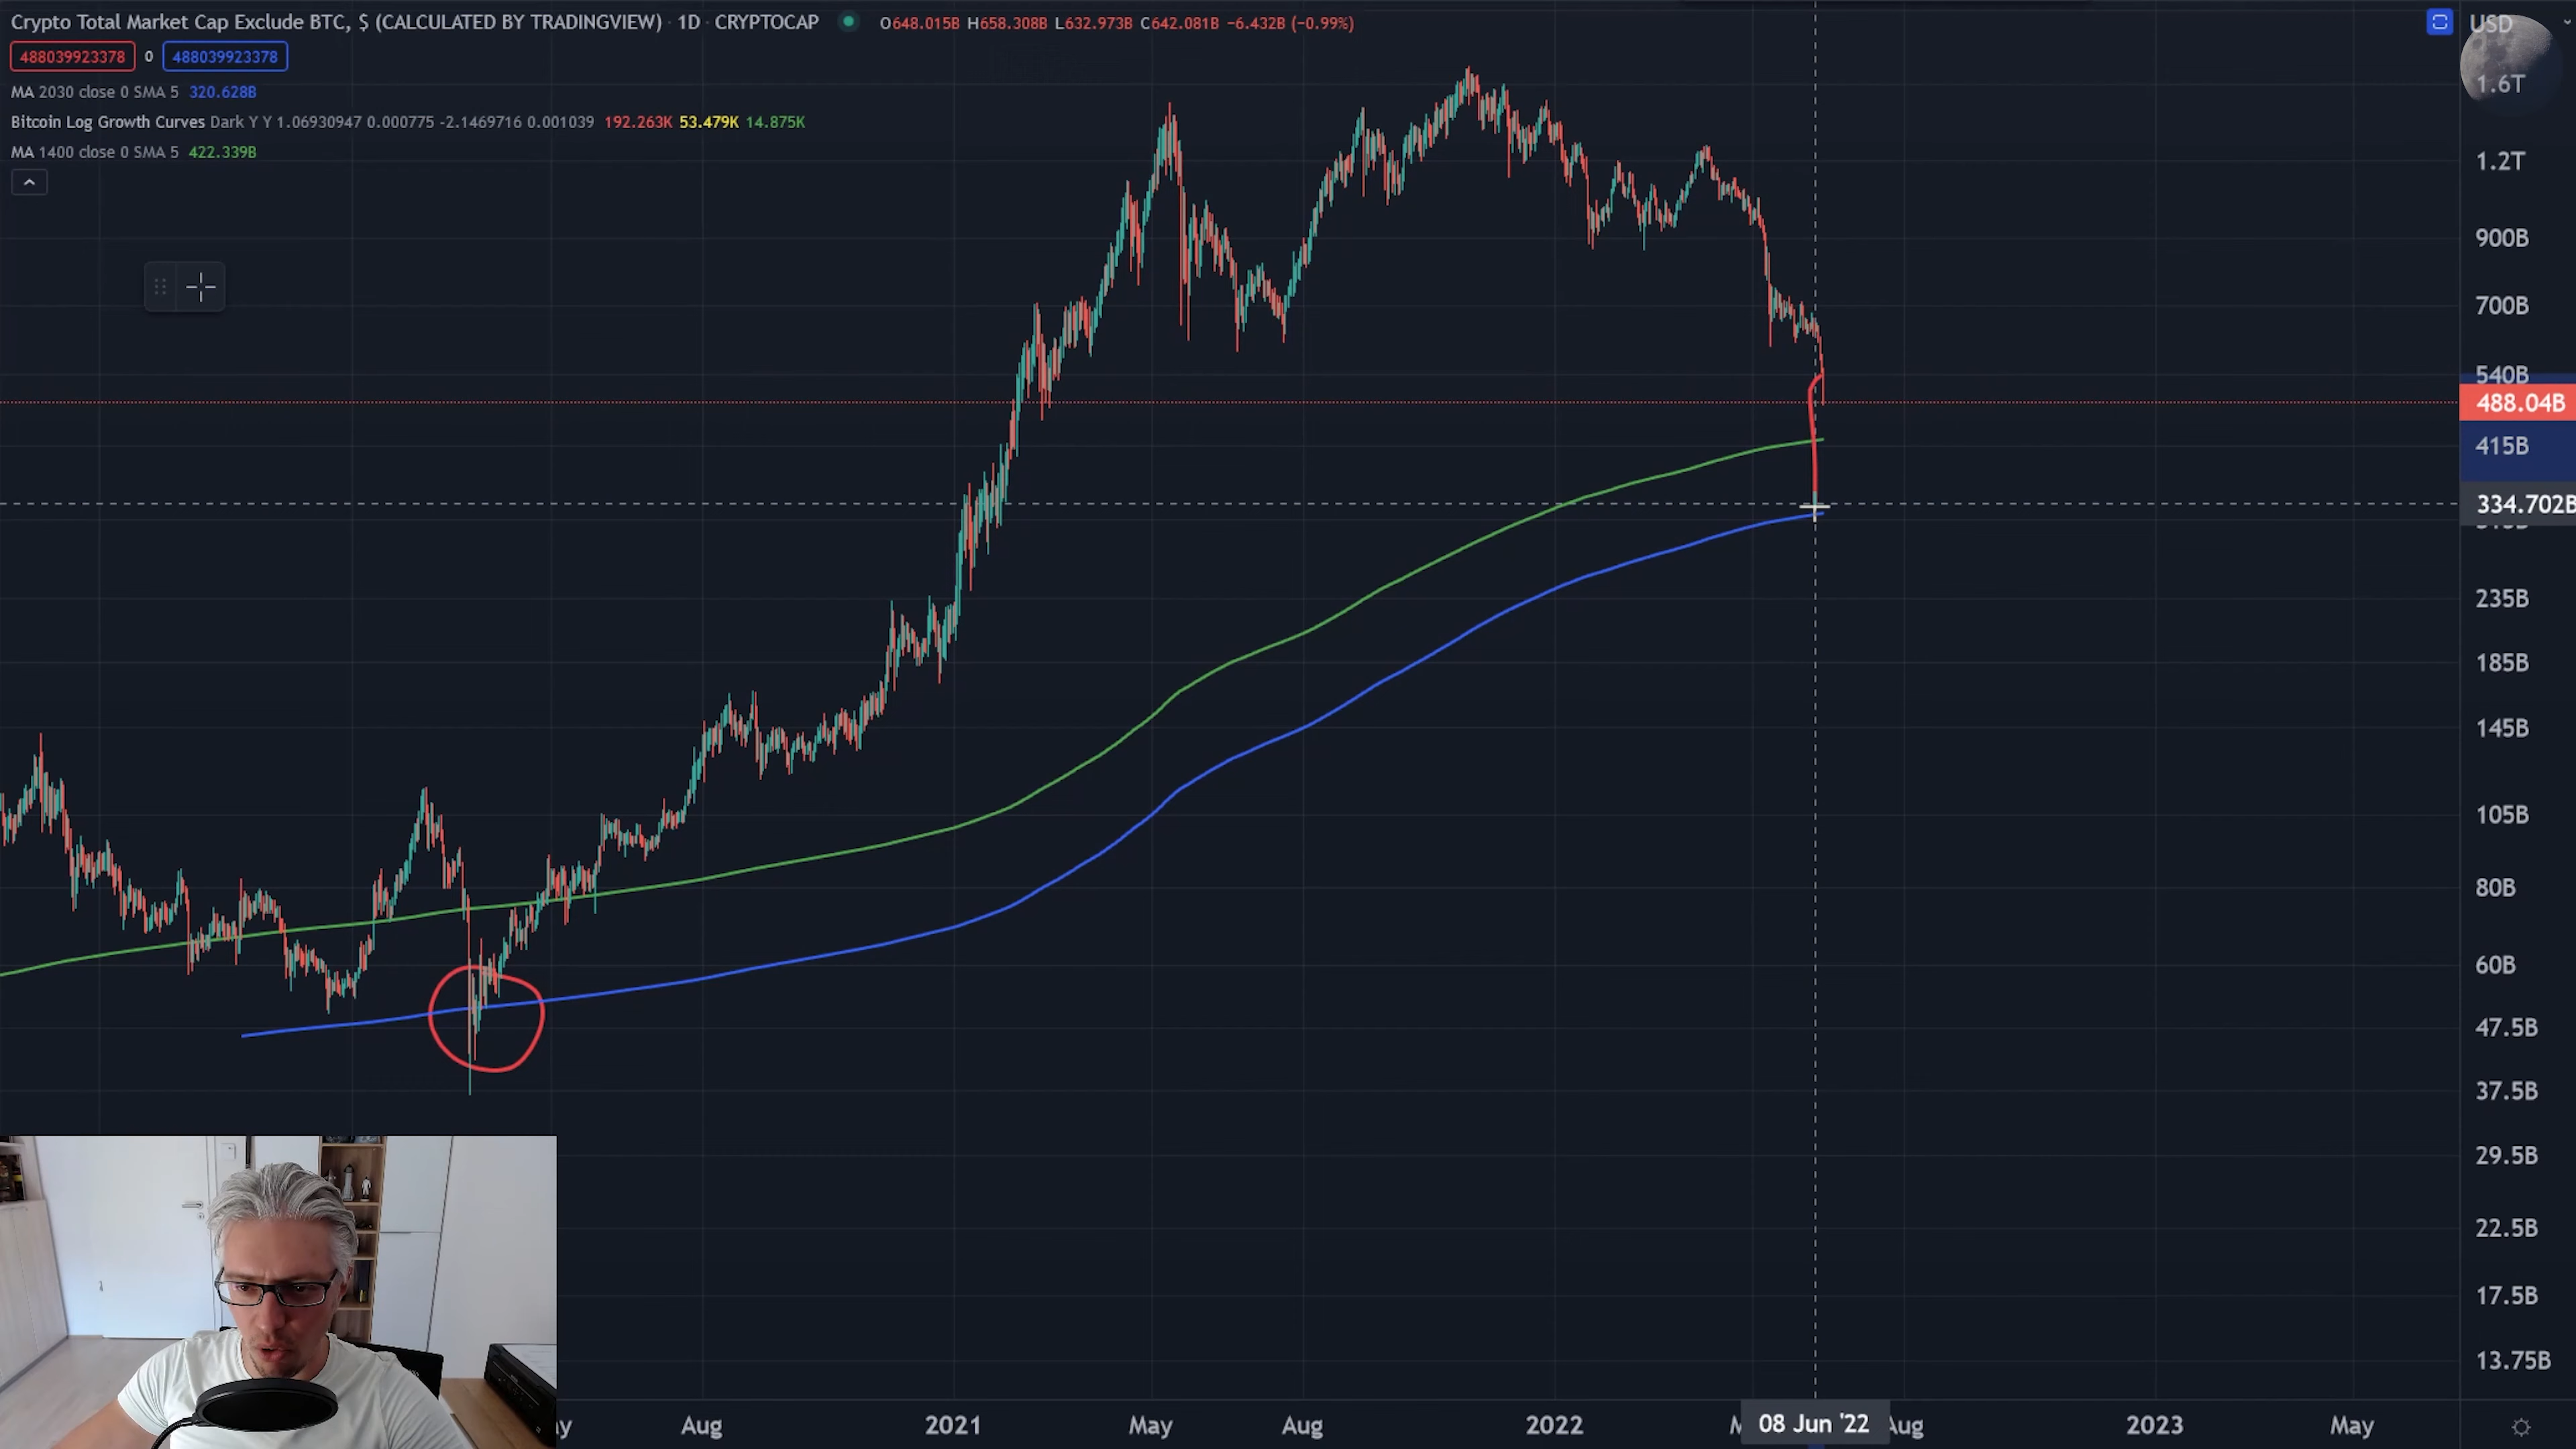 Crypto Total Market Cap Exclude BTC, $ (CALCULATED BY TRADINGVIEW) · 1D · CRYPTOCAP O648.015B H658.308B L632.973B C642.081B −6.432B (−0.99%)
USD
488039923378 0 488039923378
MA 2030 close 0 SMA 5 320.628B
Bitcoin Log Growth Curves Dark Y Y 1.06930947 0.000775 -2.1469716 0.001039 192.263K 53.479K 14.875K
MA 1400 close 0 SMA 5 422.339B
1.6T
1.2T
900B
700B
540B
488.04B
415B
334.702B
235B
185B
145B
105B
80B
60B
47.5B
37.5B
29.5B
22.5B
17.5B
13.75B
Aug 2021 May Aug 2022 08 Jun '22 Aug 2023 May